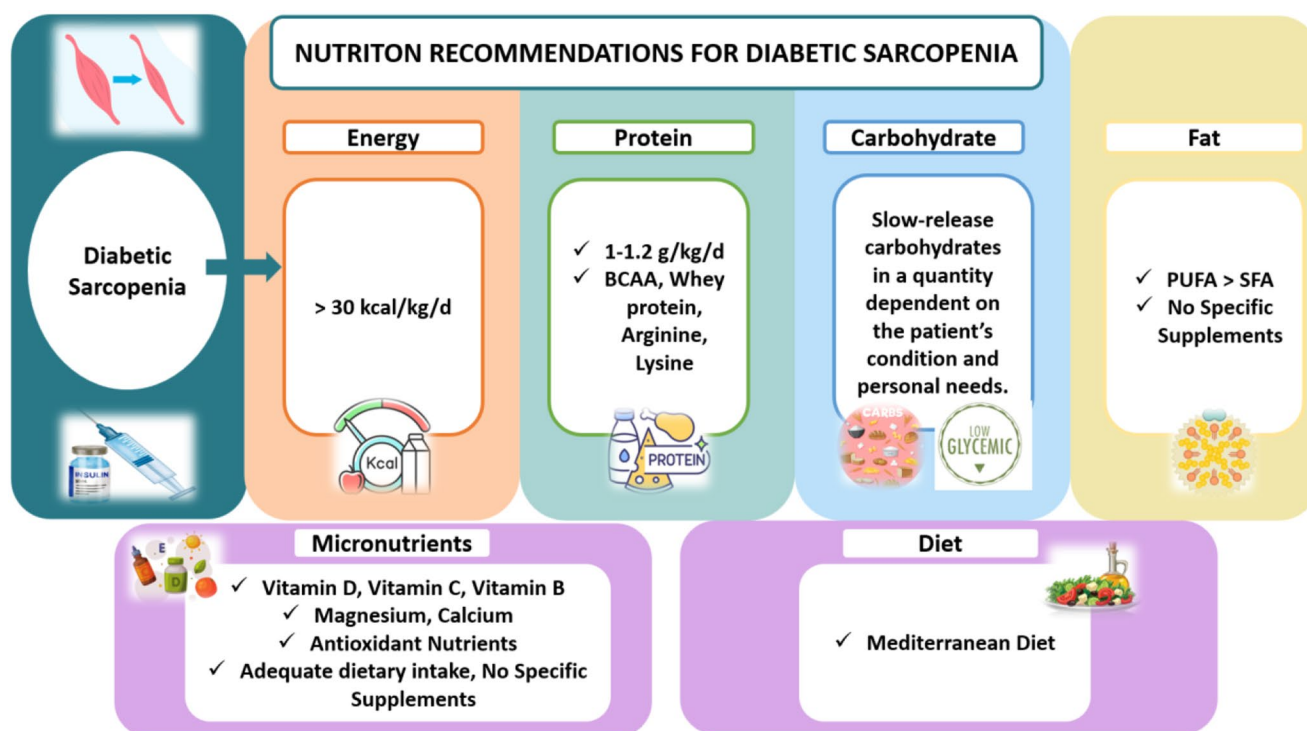 NUTRITON RECOMMENDATIONS FOR DIABETIC SARCOPENIA
Diabetic
Sarcopenia
INSULIN
Energy
> 30 kcal/kg/d
Kcal
Protein
✓ 1-1.2 g/kg/d
✓ BCAA, Whey
protein,
Arginine,
Lysine
PROTEIN
Carbohydrate
Slow-release
carbohydrates
in a quantity
dependent on
the patient’s
condition and
personal needs.
CARBS
LOW
GLYCEMIC
Fat
✓ PUFA > SFA
✓ No Specific
Supplements
Micronutrients
E
C
D
✓ Vitamin D, Vitamin C, Vitamin B
✓ Magnesium, Calcium
✓ Antioxidant Nutrients
✓ Adequate dietary intake, No Specific
Supplements
Diet
✓ Mediterranean Diet